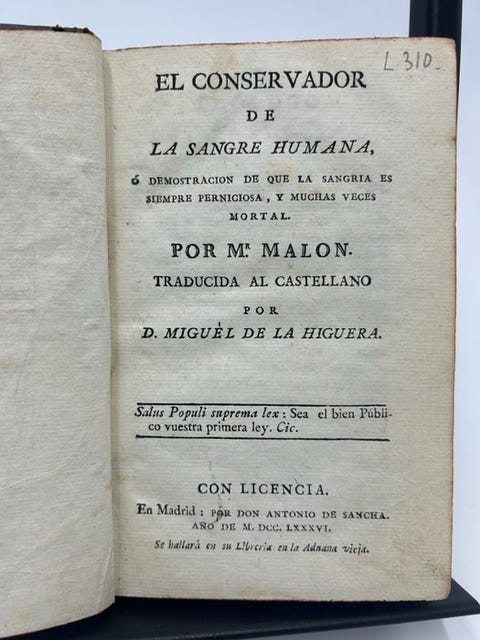 L 310_
EL CONSERVADOR
DE
LA SANGRE HUMANA,
ó DEMOSTRACION DE QUE LA SANGRIA ES
SIEMPRE PERNICIOSA, Y MUCHAS VECES
MORTAL.
POR Mʳ. MALON.
TRADUCIDA AL CASTELLANO
POR
D. MIGUÈL DE LA HIGUERA.
Salus Populi suprema lex: Sea el bien Públi-
co vuestra primera ley. Cic.
CON LICENCIA.
En Madrid: POR DON ANTONIO DE SANCHA.
AÑO DE M. DCC. LXXXVI.
Se hallará en su Librería en la Aduana vieja.